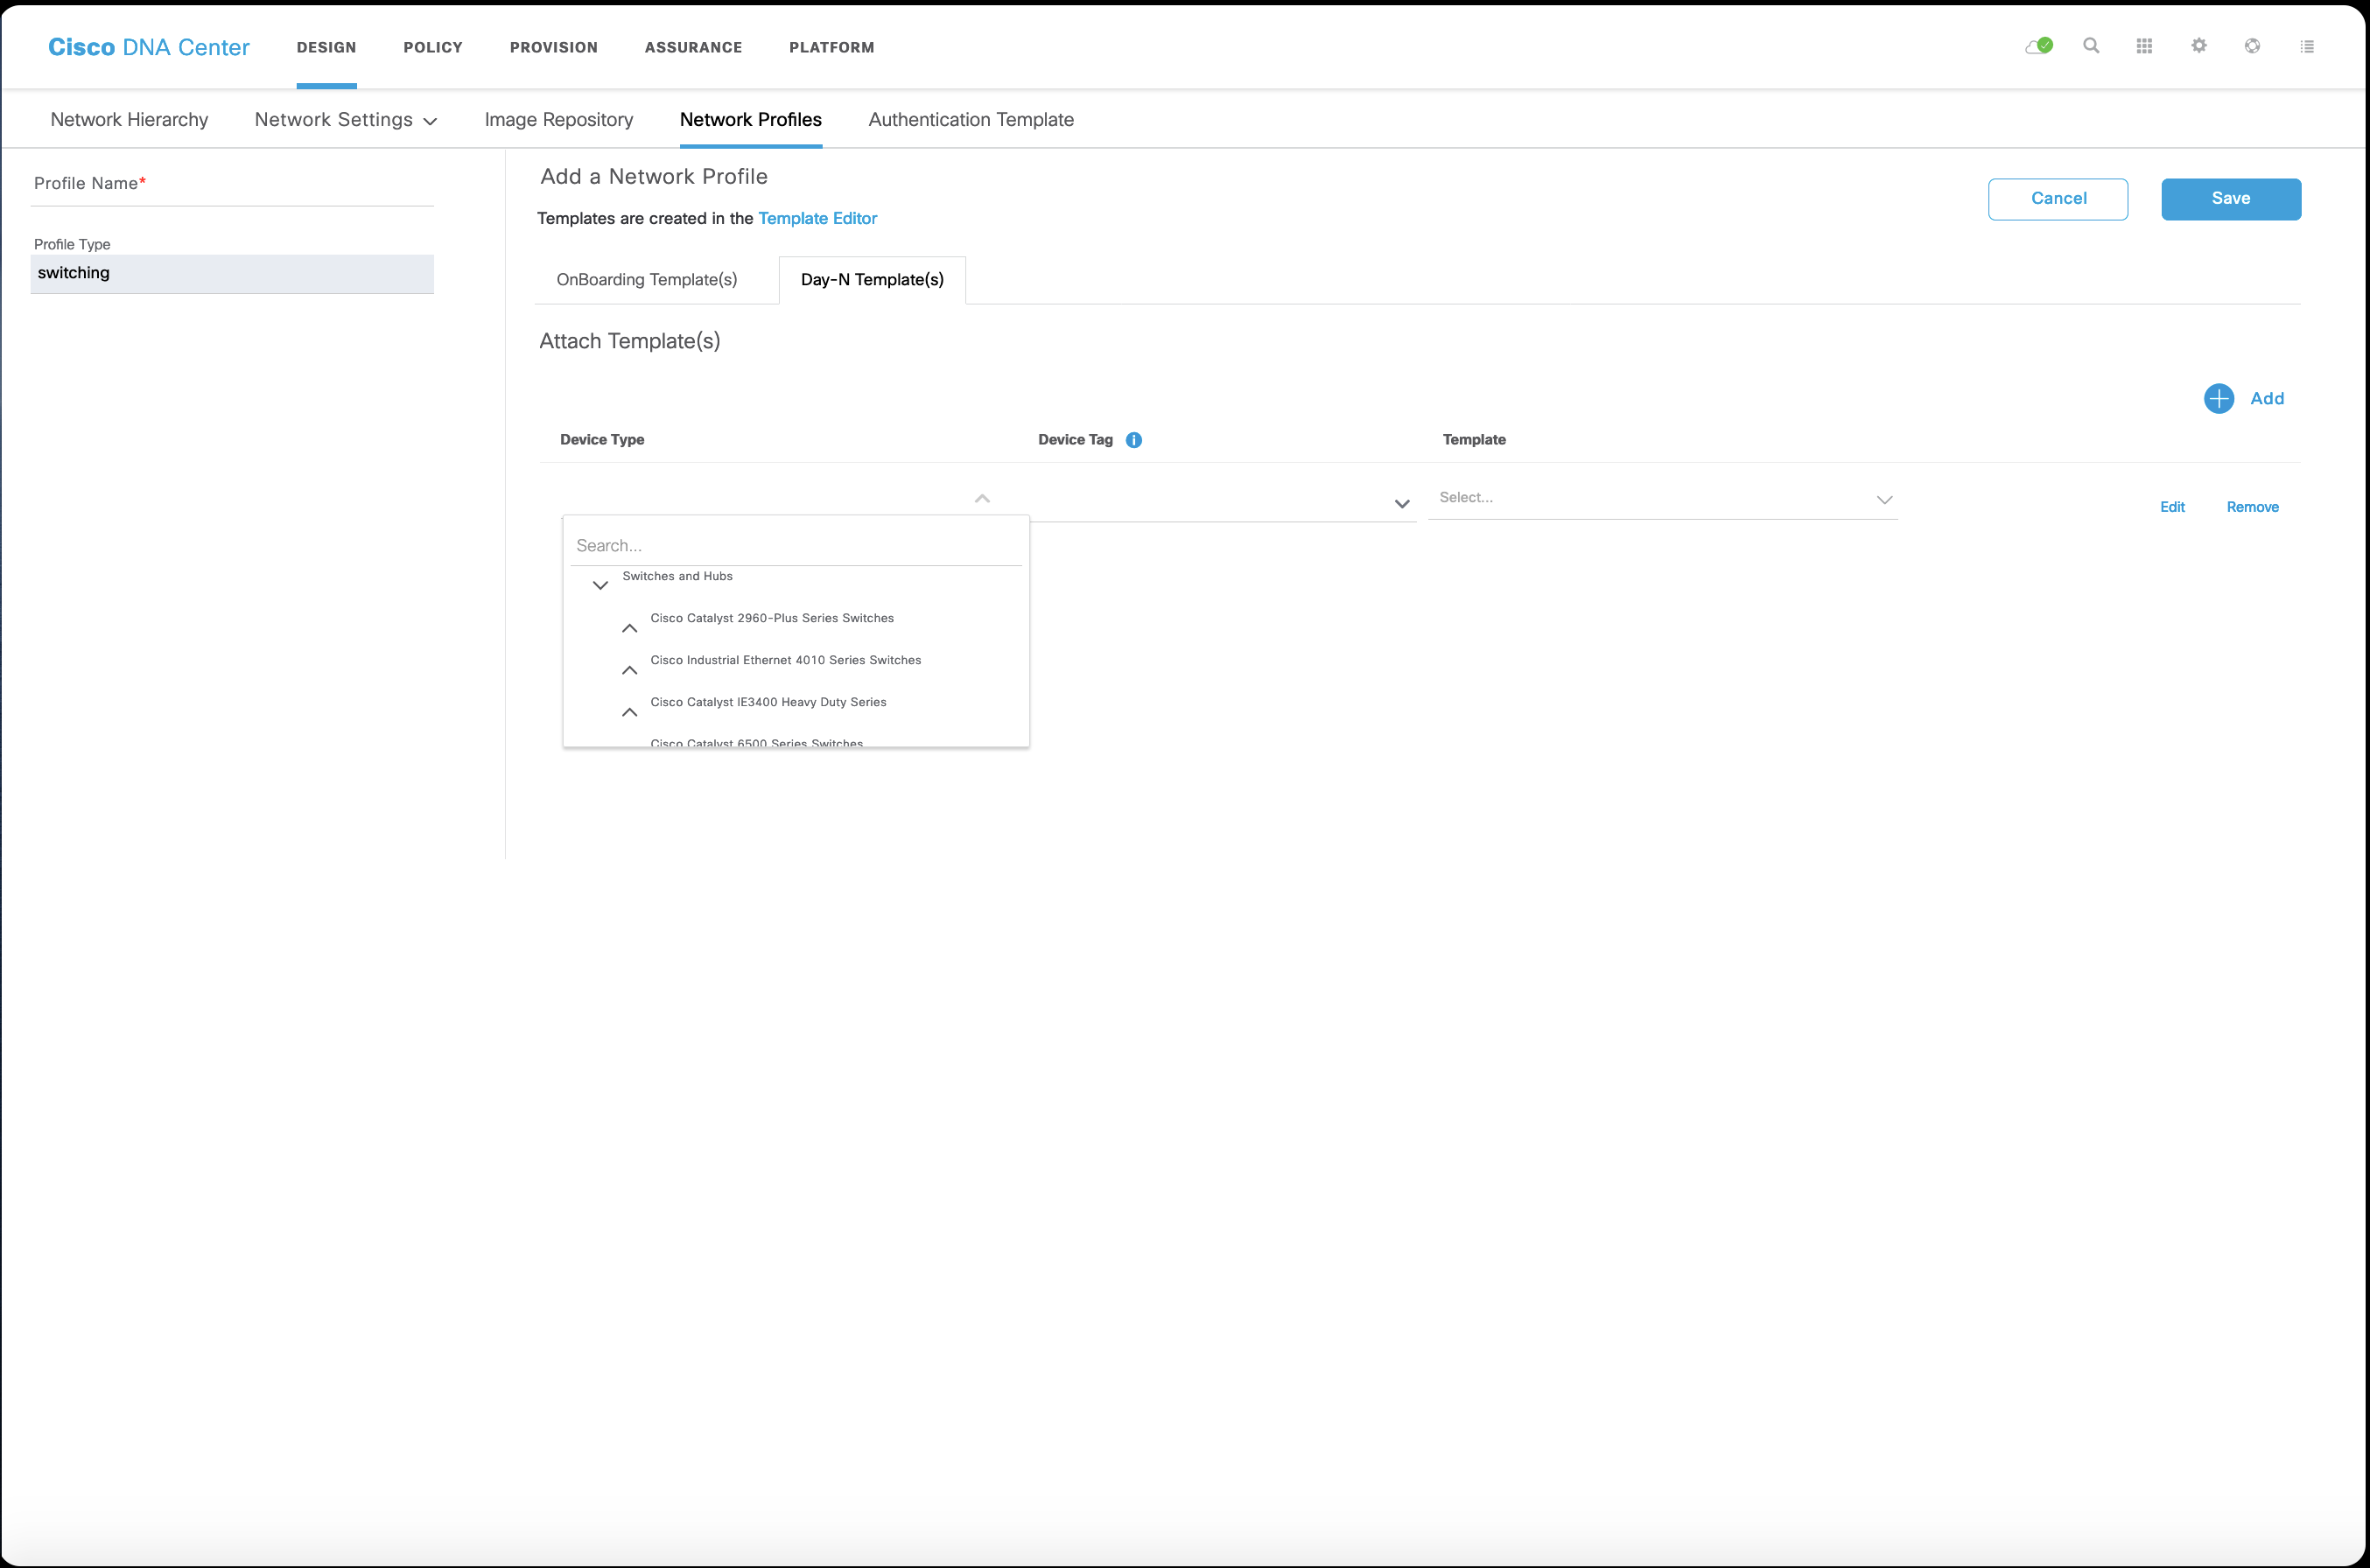 Cisco DNA Center DESIGN POLICY PROVISION ASSURANCE PLATFORM
Network Hierarchy Network Settings Image Repository Network Profiles Authentication Template
Profile Name*
Profile Type
switching
Add a Network Profile
Templates are created in the Template Editor
Cancel Save
OnBoarding Template(s) Day-N Template(s)
Attach Template(s)
Add
Device Type Device Tag i Template
Select...
Edit Remove
Search...
Switches and Hubs
Cisco Catalyst 2960-Plus Series Switches
Cisco Industrial Ethernet 4010 Series Switches
Cisco Catalyst IE3400 Heavy Duty Series
Cisco Catalyst 6500 Series Switches